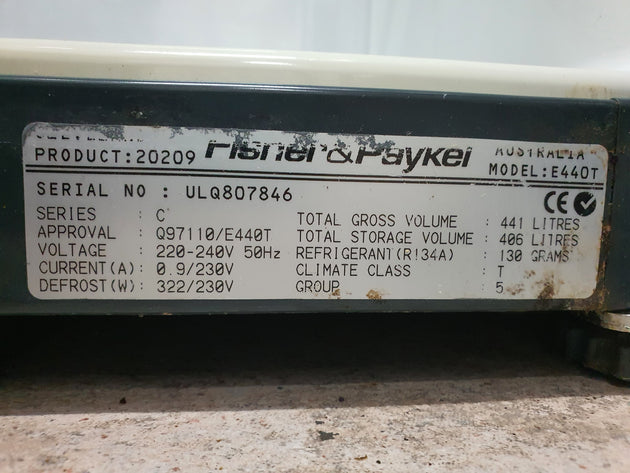 PRODUCT:20209 Fisher&Paykel AUSTRALIA
MODEL:E440T
SERIAL NO : ULQ807846
CE
SERIES : C
APPROVAL : Q97110/E440T
VOLTAGE : 220-240V 50Hz
CURRENT(A): 0.9/230V
DEFROST(W): 322/230V
TOTAL GROSS VOLUME : 441 LITRES
TOTAL STORAGE VOLUME : 406 LITRES
REFRIGERANT(R134A) : 130 GRAMS
CLIMATE CLASS : T
GROUP : 5